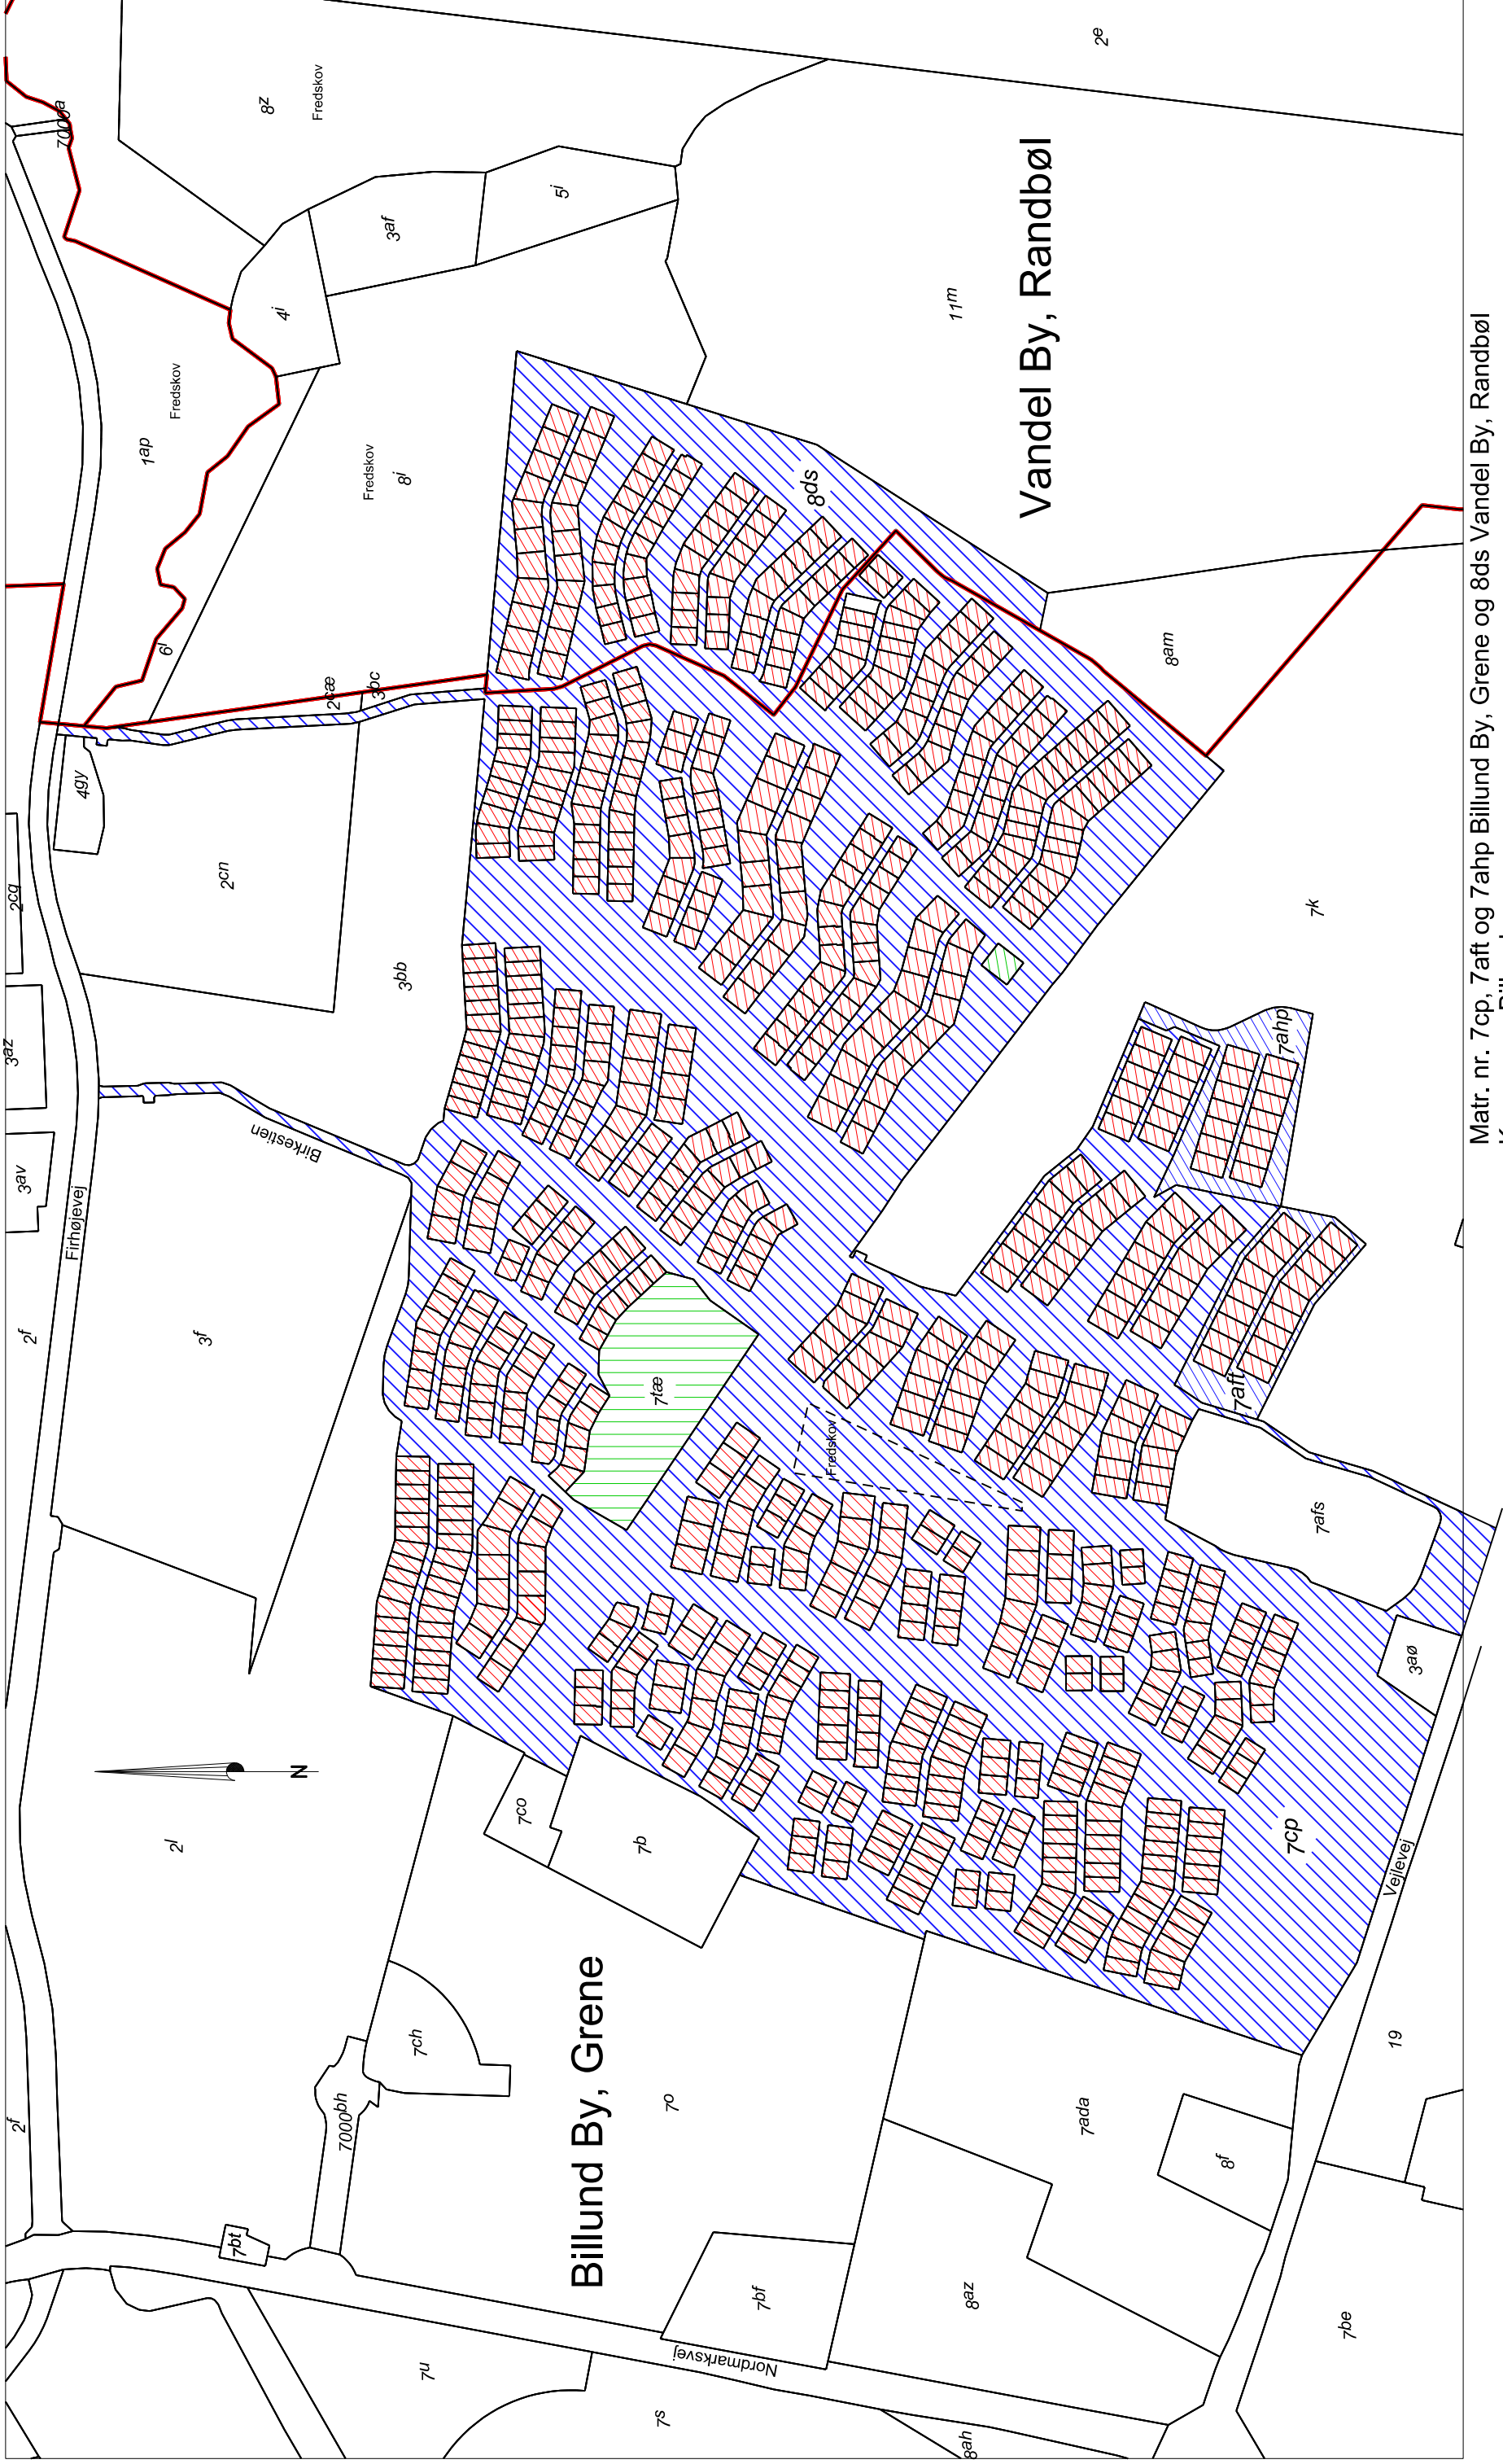 7000a
8z
Fredskov
2e
3af
5i
4i
1ap
Fredskov
11m
Vandel By, Randbøl
Fredskov
8i
8ds
6i
2cæ
3bc
8am
4gy
2cn
2cq
3bb
7k
3az
7ahp
Birkestien
3av
Firhøjevej
2f
3f
7tæ
7aft
Fredskov
7afs
3aø
N
2l
7co
7b
7cp
Vejlevej
Billund By, Grene
7ch
7000bh
7o
7ada
8f
19
2f
7bt
7bf
8az
7be
Nordmarksvej
7u
7s
8ah
Matr. nr. 7cp, 7aft og 7ahp Billund By, Grene og 8ds Vandel By, Randbøl